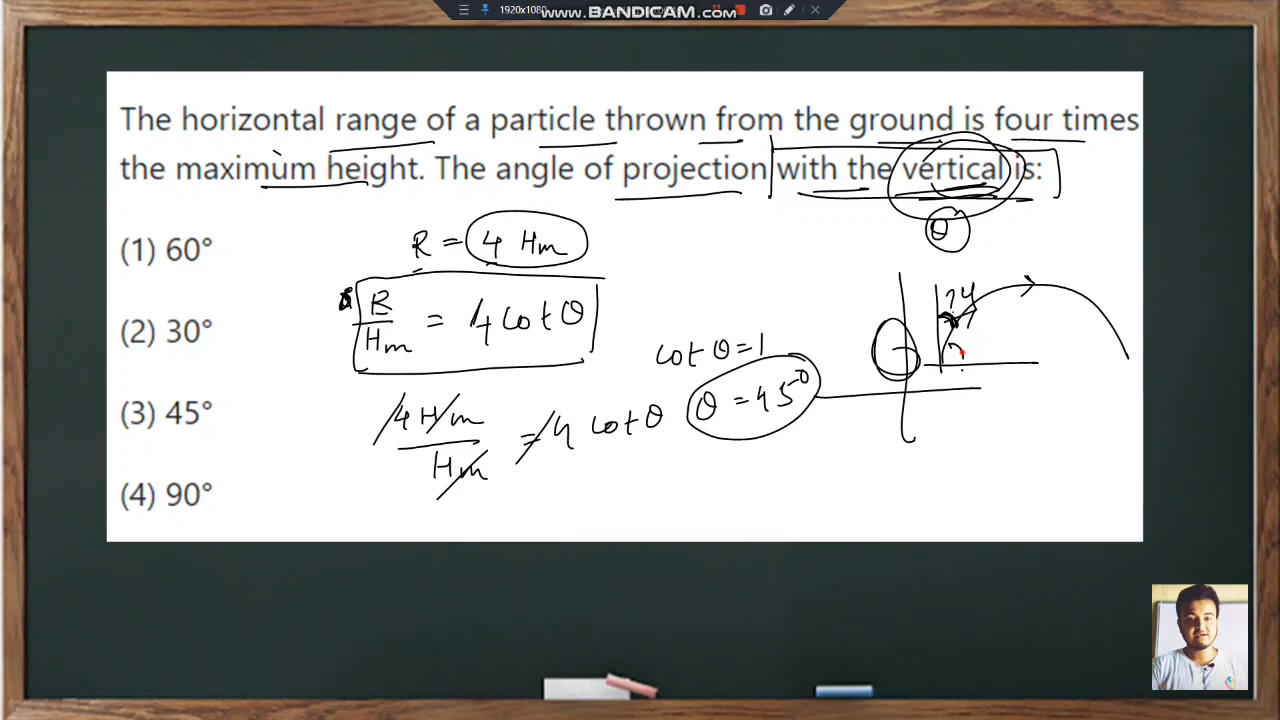 1920x1080
www.BANDICAM.com
The horizontal range of a particle thrown from the ground is four times
the maximum height. The angle of projection with the vertical is:
θ
(1) 60°
R = 4 Hm
R/Hm = 4 cot θ
(2) 30°
cot θ = 1
θ = 45°
(3) 45°
4Hm/Hm = 4 cot θ
(4) 90°